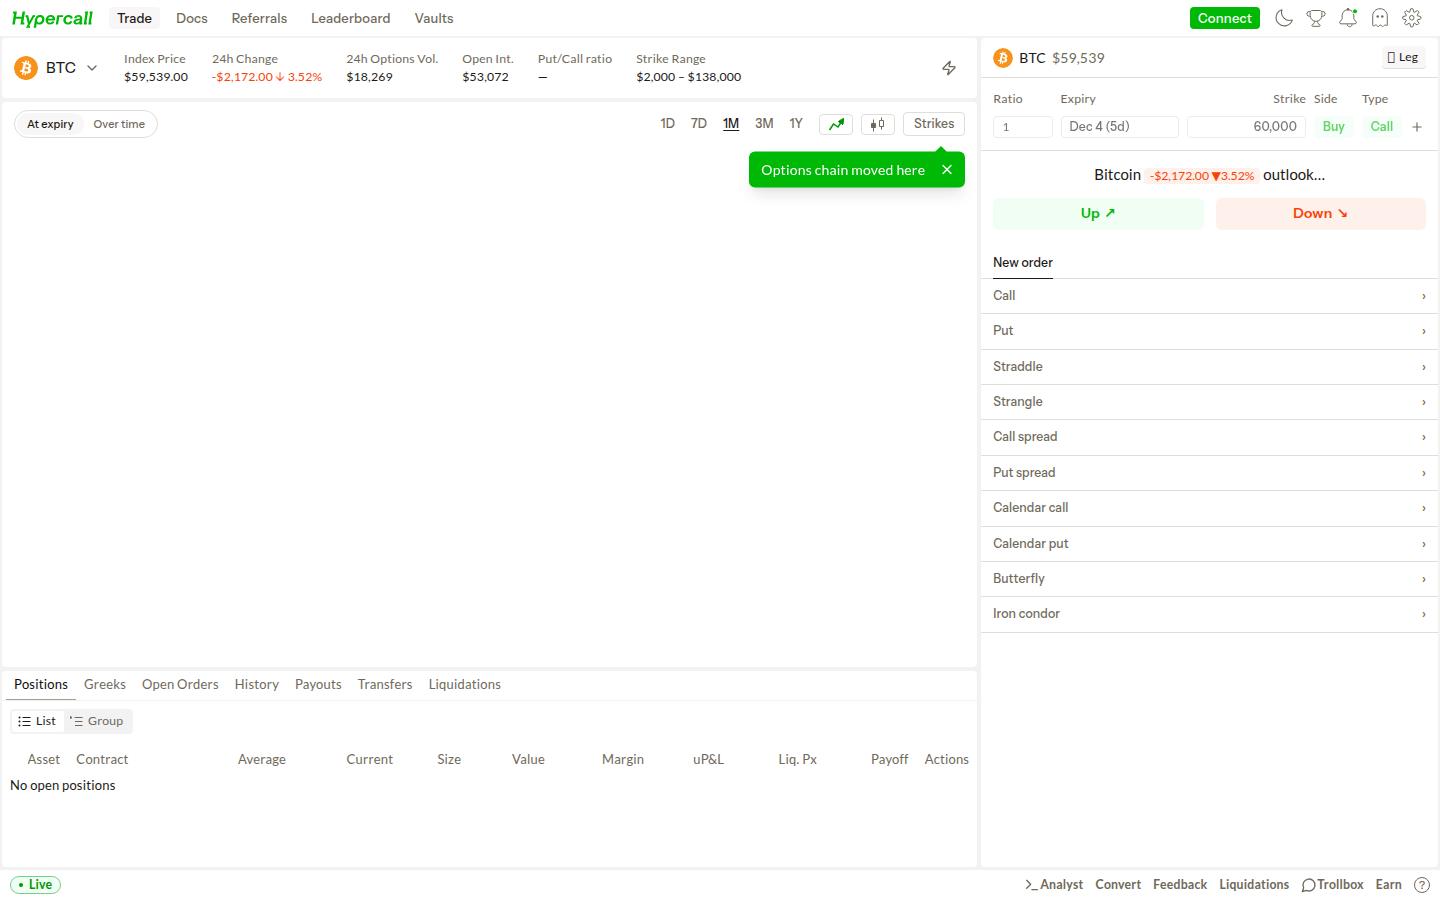 Hypercall Trade Docs Referrals Leaderboard Vaults Connect
BTC
Index Price 24h Change 24h Options Vol. Open Int. Put/Call ratio Strike Range
$59,539.00 -$2,172.00 ↓ 3.52% $18,269 $53,072 — $2,000 – $138,000
At expiry Over time 1D 7D 1M 3M 1Y Strikes
Options chain moved here ×
Positions Greeks Open Orders History Payouts Transfers Liquidations
List Group
Asset Contract Average Current Size Value Margin uP&L Liq. Px Payoff Actions
No open positions
BTC $59,539 Leg
Ratio Expiry Strike Side Type
1 Dec 4 (5d) 60,000 Buy Call +
Bitcoin -$2,172.00 ▼3.52% outlook...
Up ↗ Down ↘
New order
Call ›
Put ›
Straddle ›
Strangle ›
Call spread ›
Put spread ›
Calendar call ›
Calendar put ›
Butterfly ›
Iron condor ›
• Live >_ Analyst Convert Feedback Liquidations Trollbox Earn ?